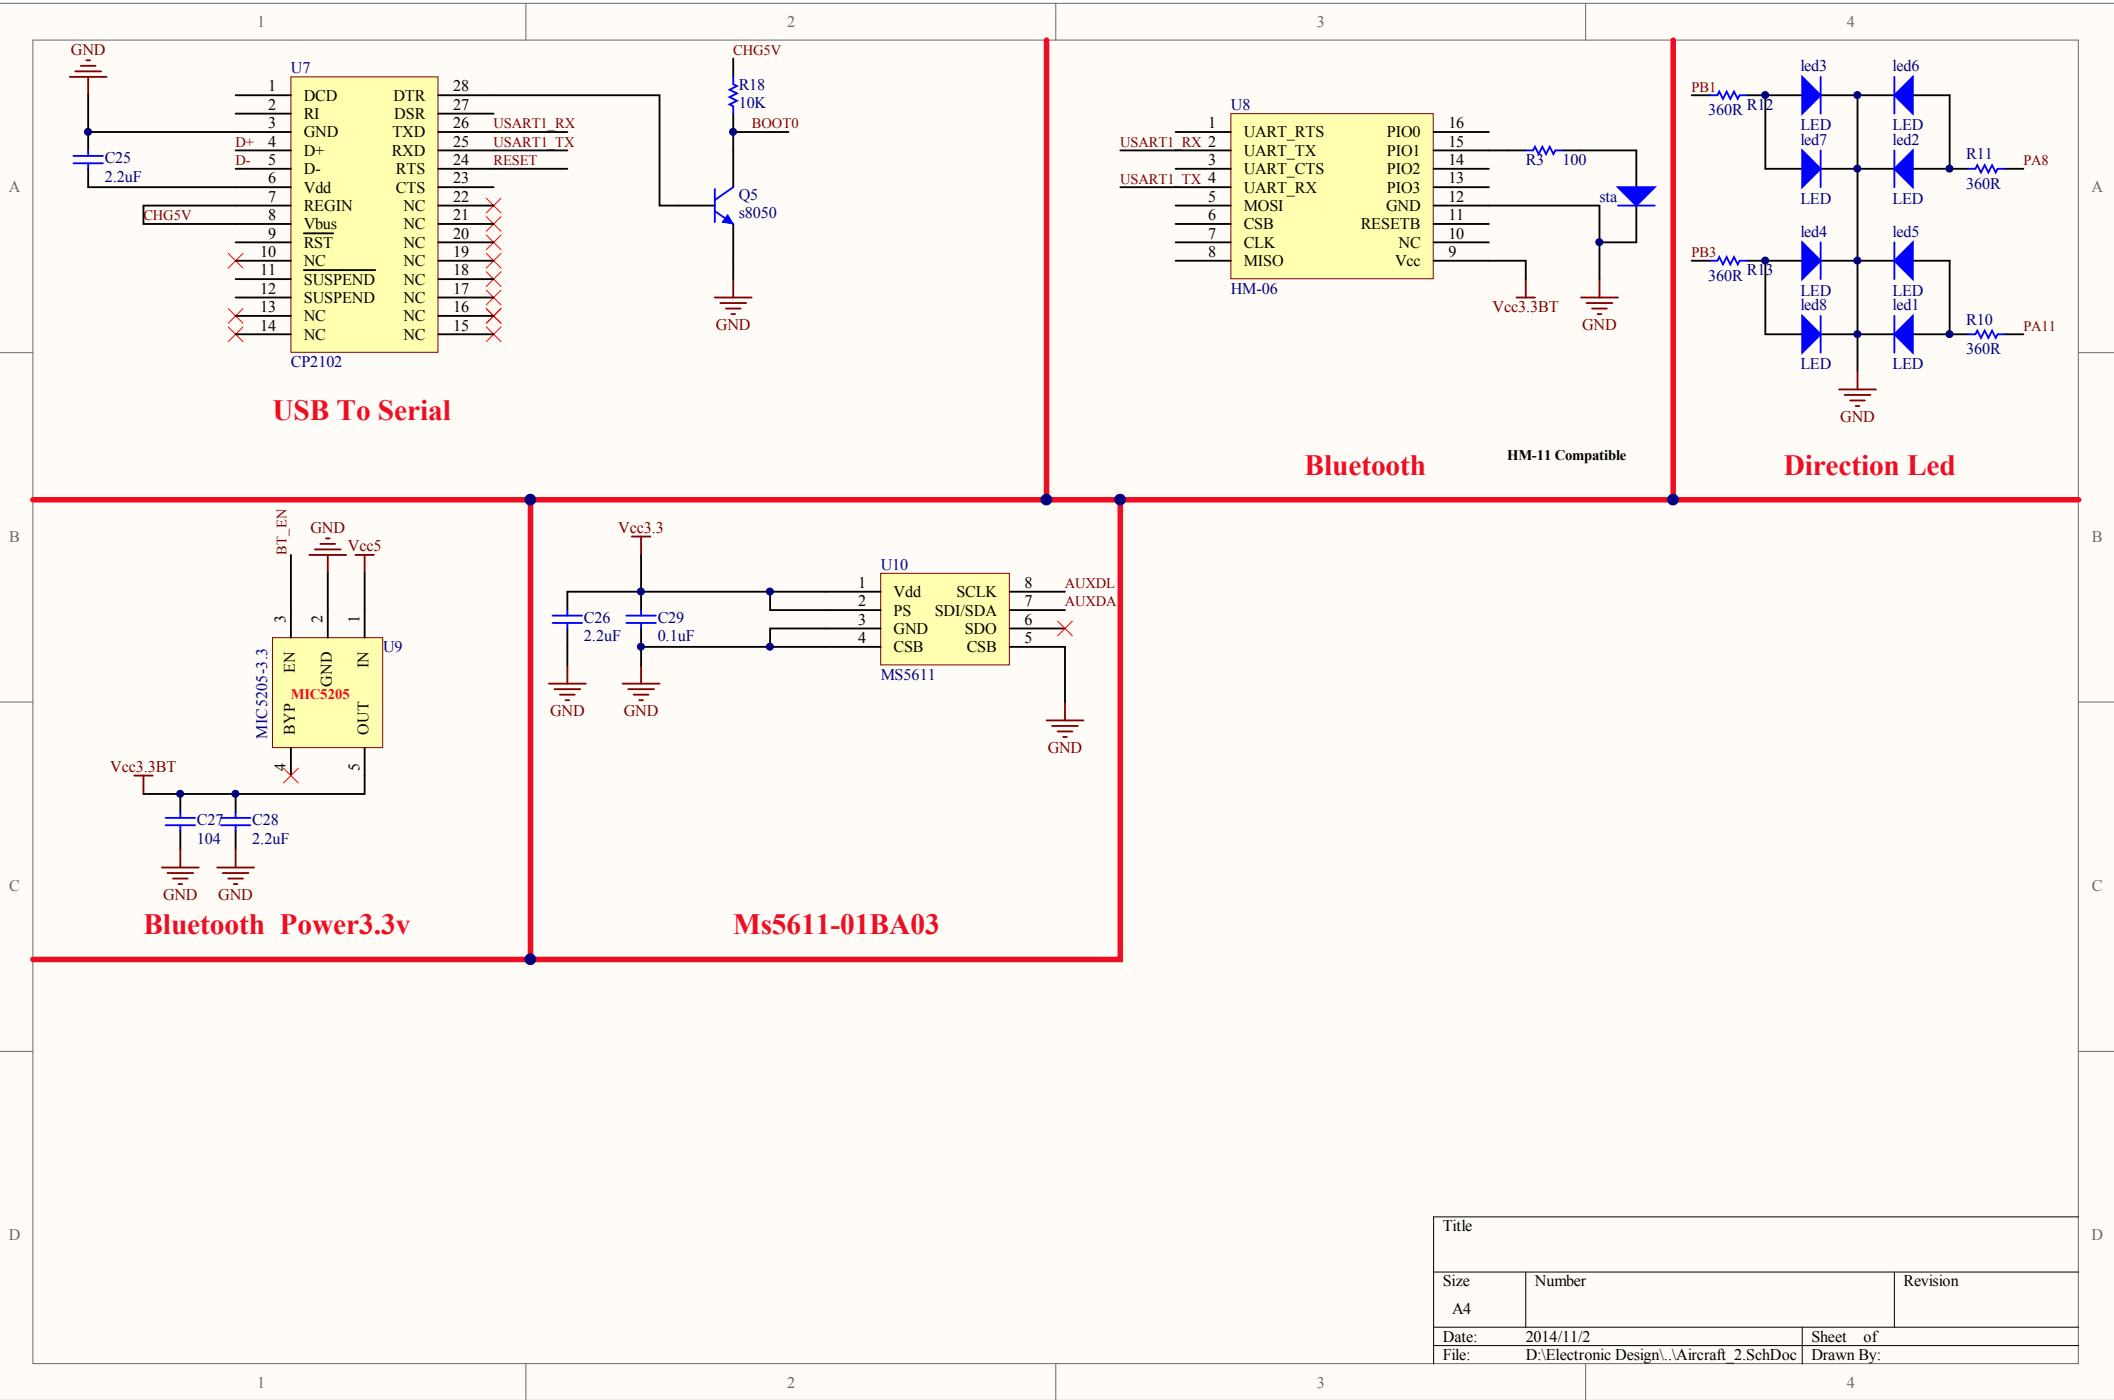 1 2 3 4
A
B
C
D
A
B
C
D
1 2 3 4
GND
U7
1 DCD DTR 28
2 RI DSR 27
3 GND TXD 26 USART1_RX
D+ 4 D+ RXD 25 USART1_TX
D- 5 D- RTS 24 RESET
6 Vdd CTS 23
7 REGIN NC 22
CHG5V 8 Vbus NC 21
9 RST NC 20
10 NC NC 19
11 SUSPEND NC 18
12 SUSPEND NC 17
13 NC NC 16
14 NC NC 15
CP2102
C25
2.2uF
CHG5V
R18
10K
BOOT0
Q5
s8050
GND
USB To Serial
U8
1 UART_RTS PIO0 16
USART1_RX 2 UART_TX PIO1 15
3 UART_CTS PIO2 14
USART1_TX 4 UART_RX PIO3 13
5 MOSI GND 12
6 CSB RESETB 11
7 CLK NC 10
8 MISO Vcc 9
HM-06
R3 100
sta
Vcc3.3BT
GND
HM-11 Compatible
Bluetooth
led3 led6
PB1
360R R12
LED LED
led7 led2
R11 PA8
360R
LED LED
led4 led5
PB3
360R R13
LED LED
led8 led1
R10 PA11
360R
LED LED
GND
Direction Led
BT_EN
GND
Vcc5
3 2 1
U9
EN GND IN
MIC5205-3.3
MIC5205
BYP OUT
4 5
Vcc3.3BT
C27
104
C28
2.2uF
GND GND
Bluetooth Power3.3v
Vcc3.3
C26
2.2uF
C29
0.1uF
GND GND
U10
1 Vdd SCLK 8 AUXDL
2 PS SDI/SDA 7 AUXDA
3 GND SDO 6
4 CSB CSB 5
MS5611
GND
Ms5611-01BA03
Title
Size Number Revision
A4
Date: 2014/11/2 Sheet of
File: D:\Electronic Design\..\Aircraft_2.SchDoc Drawn By: